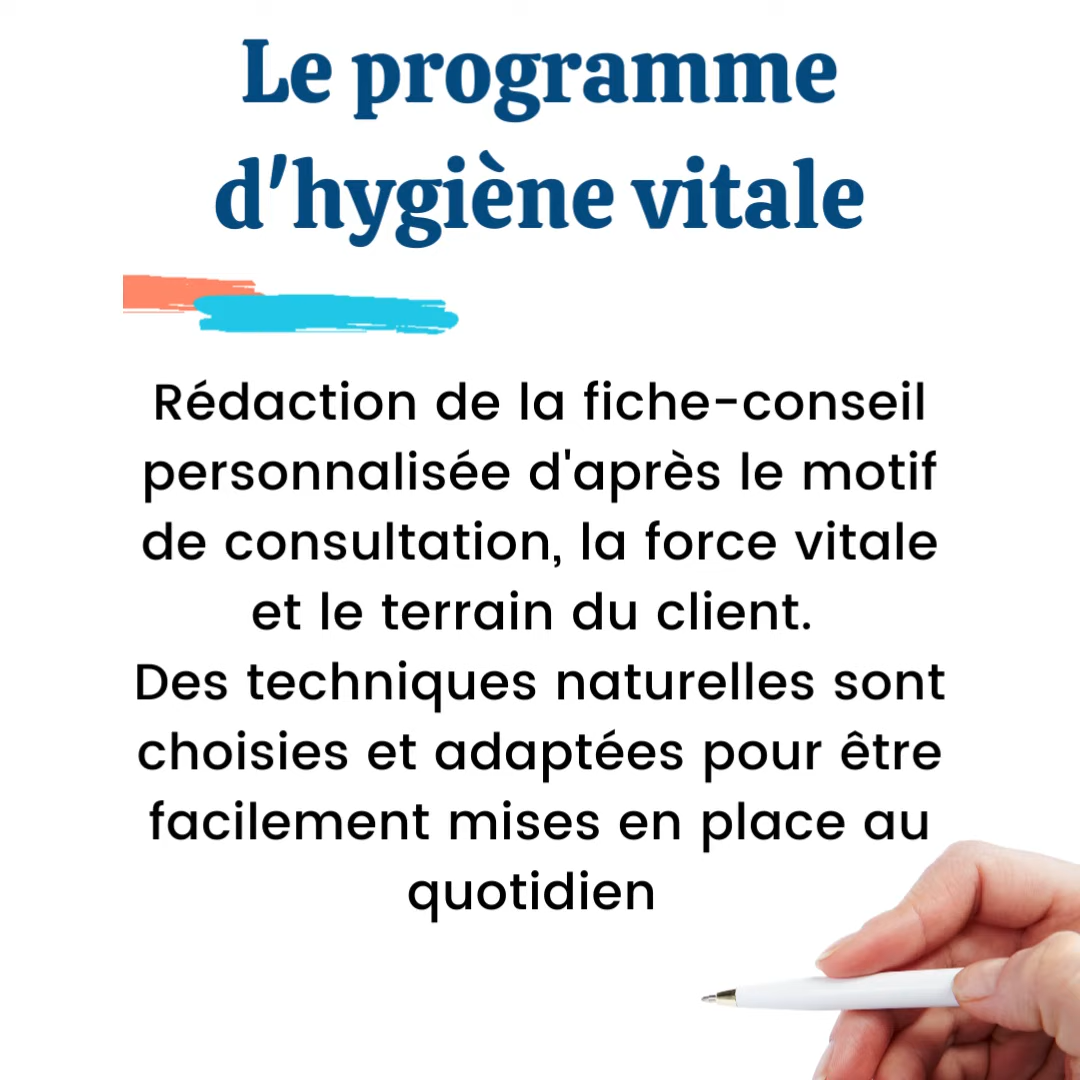 Le programme
d'hygiène vitale
Rédaction de la fiche-conseil
personnalisée d'après le motif
de consultation, la force vitale
et le terrain du client.
Des techniques naturelles sont
choisies et adaptées pour être
facilement mises en place au
quotidien